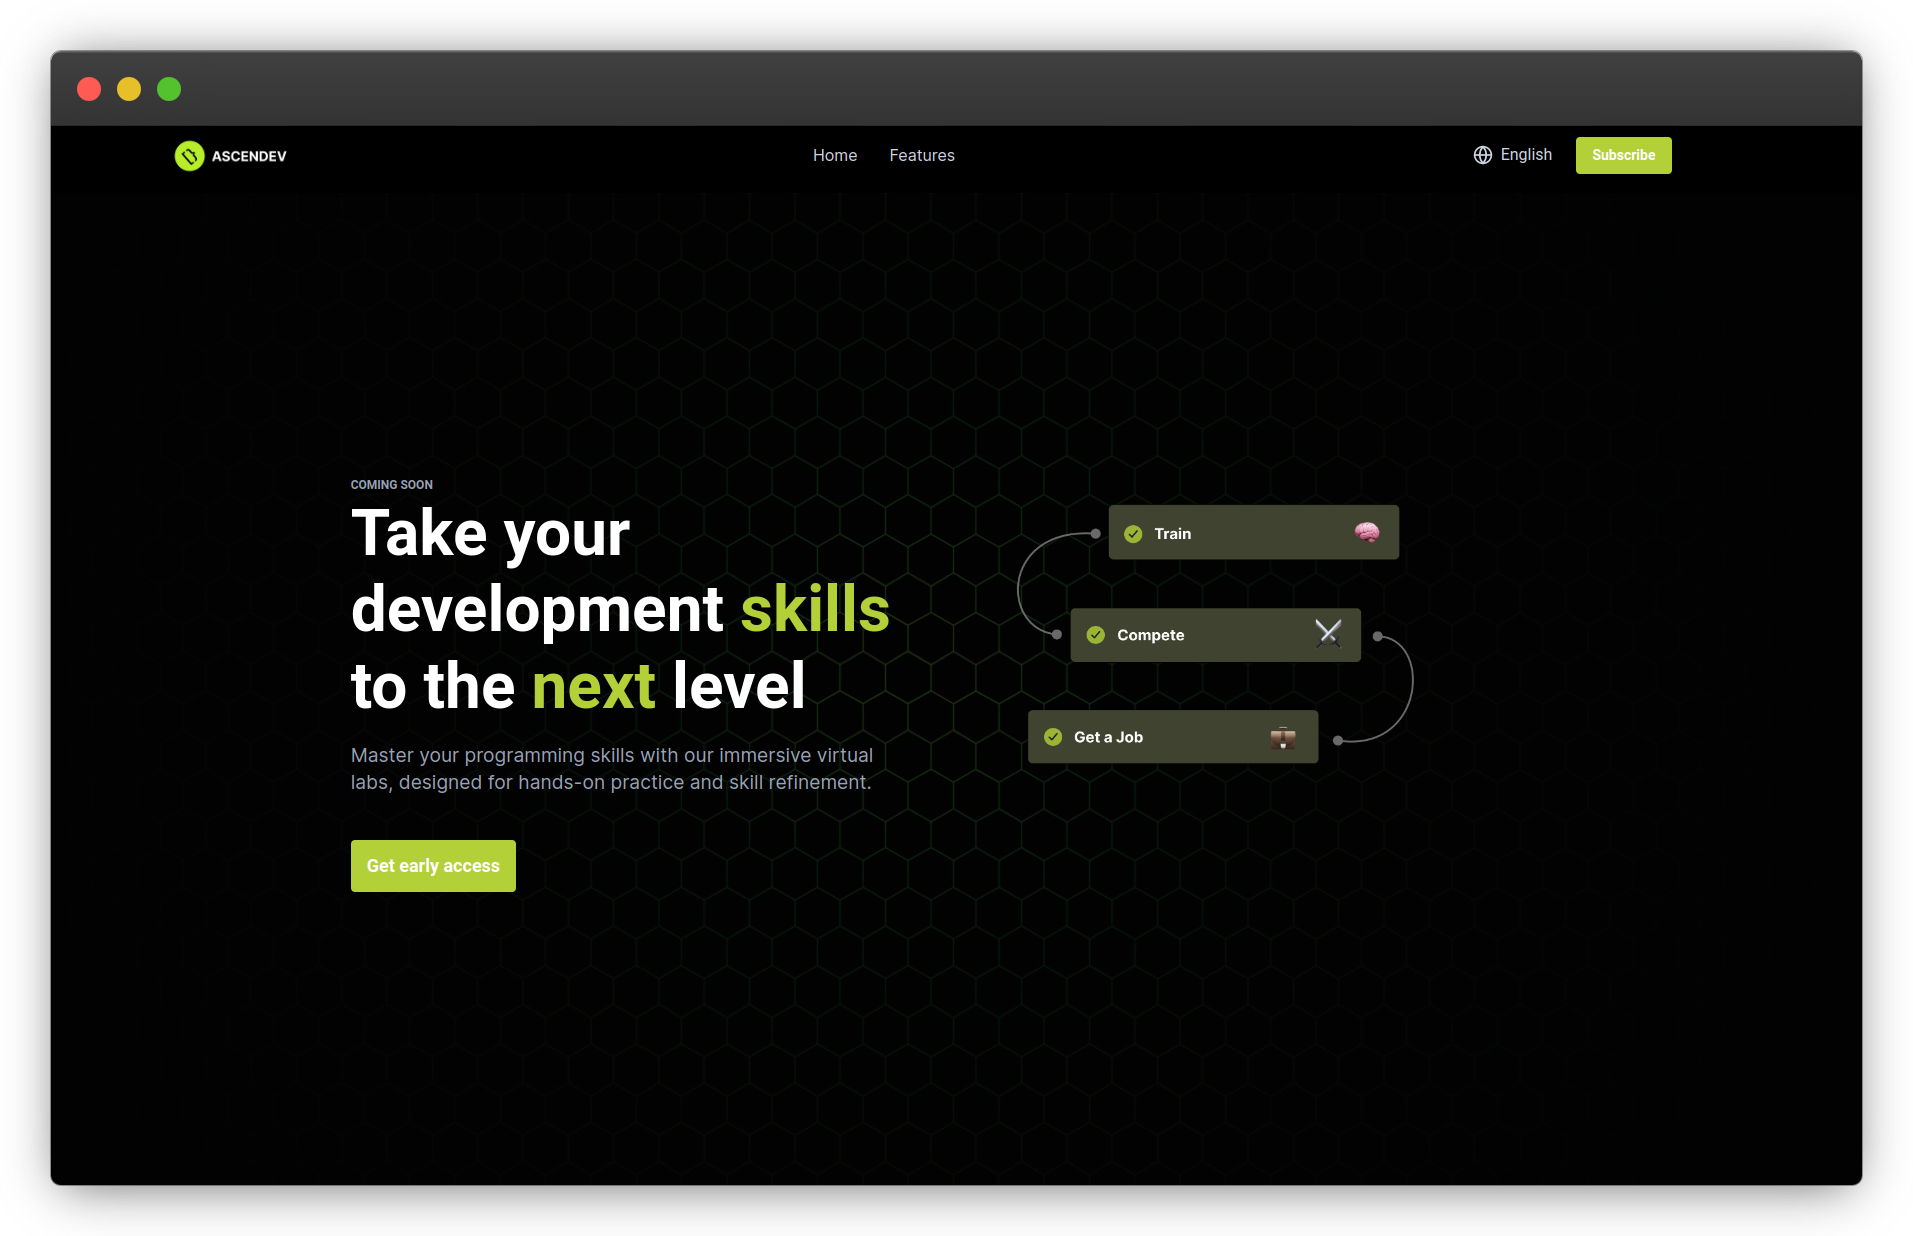 ASCENDEV
Home
Features
English
Subscribe
COMING SOON
Take your
development skills
to the next level
Master your programming skills with our immersive virtual
labs, designed for hands-on practice and skill refinement.
Get early access
Train
Compete
Get a Job